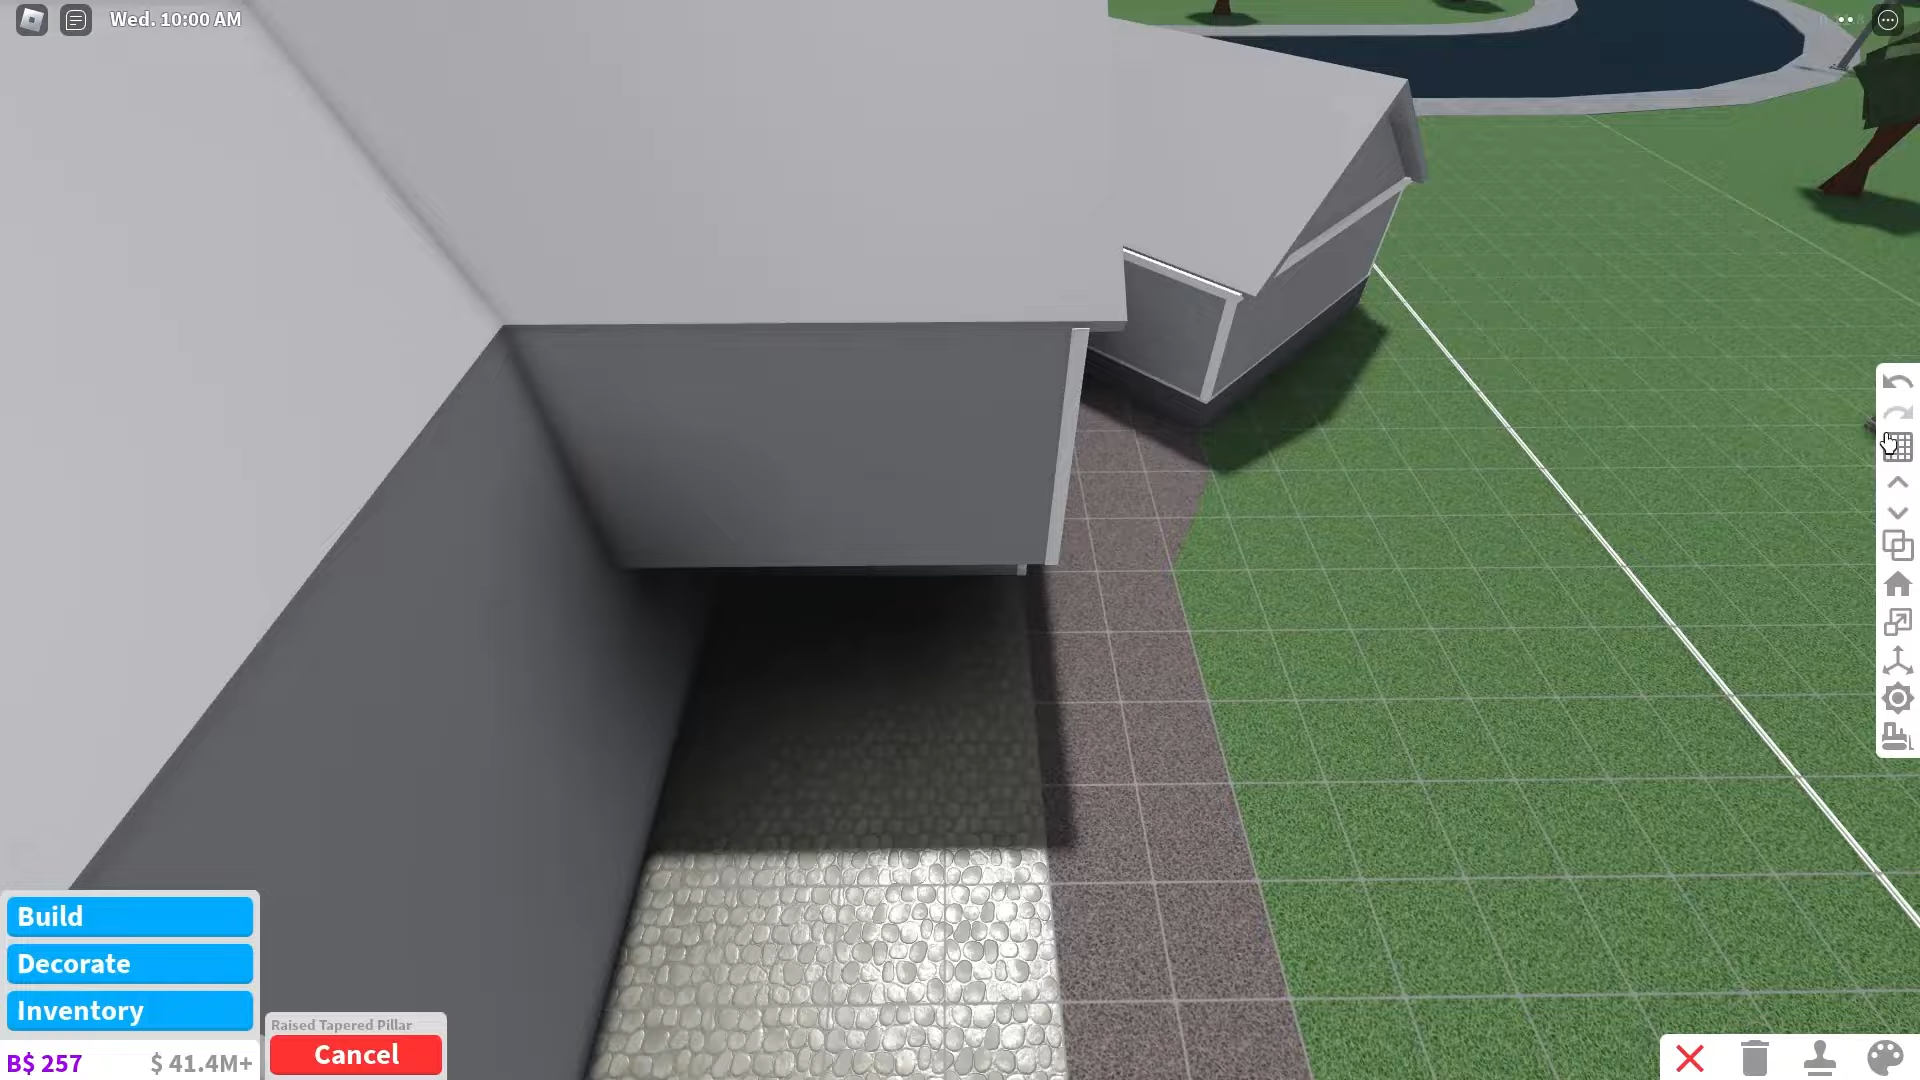 Wed. 10:00 AM
Build
Decorate
Inventory
Raised Tapered Pillar
Cancel
B$ 257
$ 41.4M+